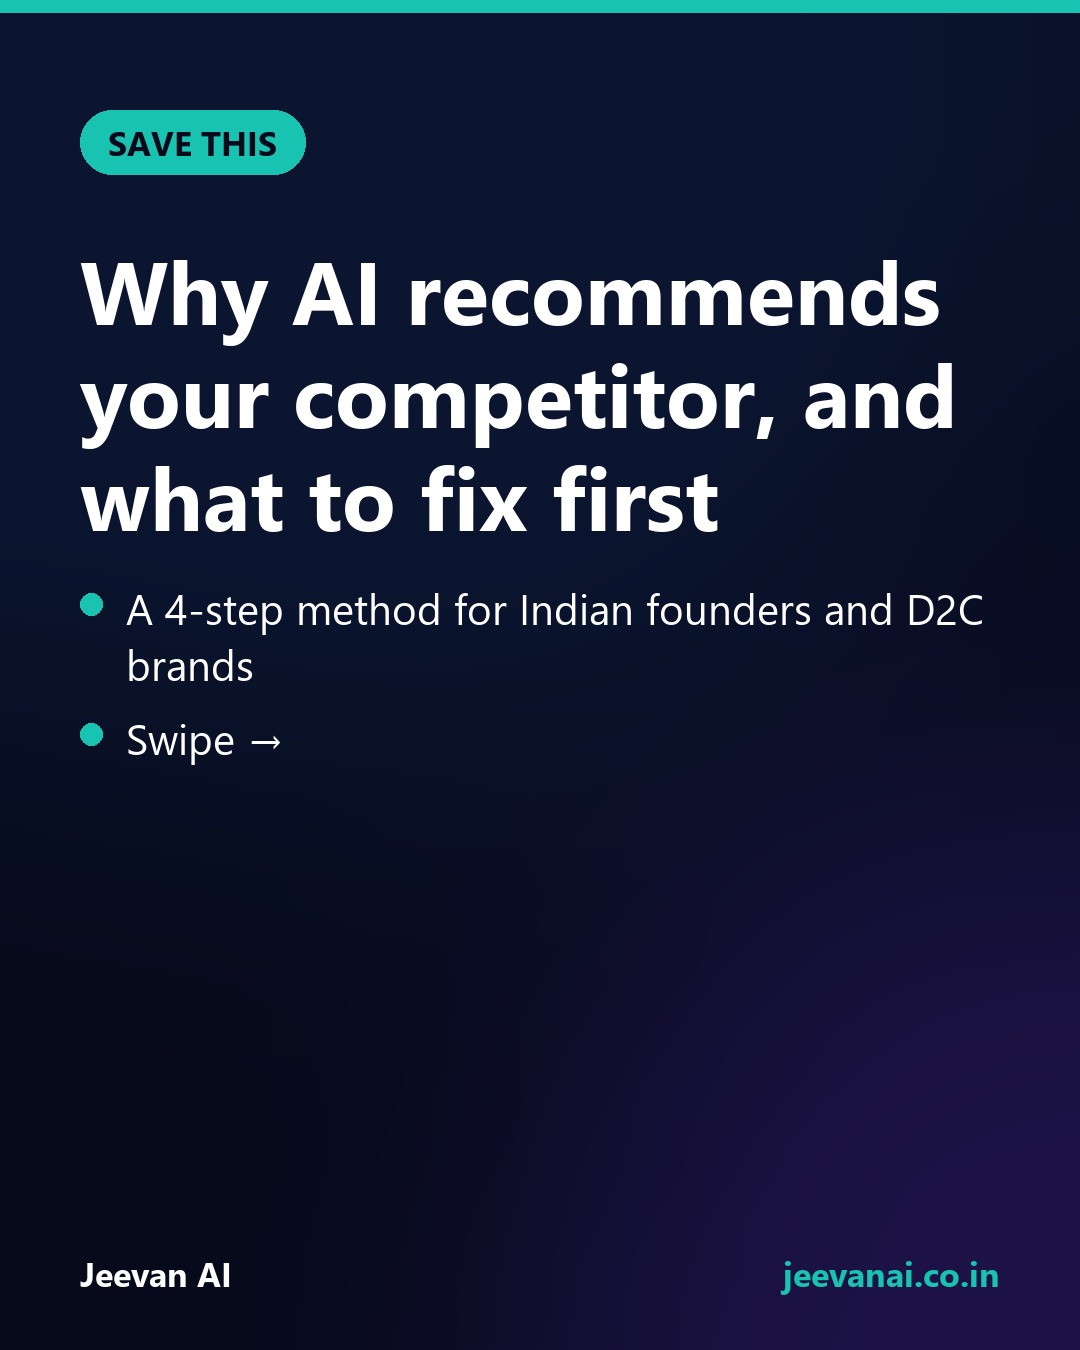 SAVE THIS
Why AI recommends
your competitor, and
what to fix first
A 4-step method for Indian founders and D2C
brands
Swipe →
Jeevan AI
jeevanai.co.in